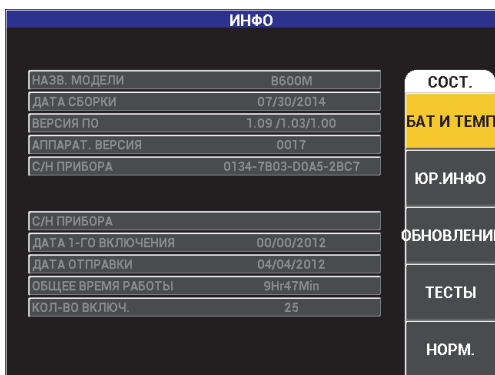 ИНФО
НАЗВ. МОДЕЛИ B600M
ДАТА СБОРКИ 07/30/2014
ВЕРСИЯ ПО 1.09 /1.03/1.00
АППАРАТ. ВЕРСИЯ 0017
С/Н ПРИБОРА 0134-7B03-D0A5-2BC7
С/Н ПРИБОРА
ДАТА 1-ГО ВКЛЮЧЕНИЯ 00/00/2012
ДАТА ОТПРАВКИ 04/04/2012
ОБЩЕЕ ВРЕМЯ РАБОТЫ 9Hr47Min
КОЛ-ВО ВКЛЮЧ. 25
СОСТ.
БАТ И ТЕМП
ЮР.ИНФО
ОБНОВЛЕНИ
ТЕСТЫ
НОРМ.